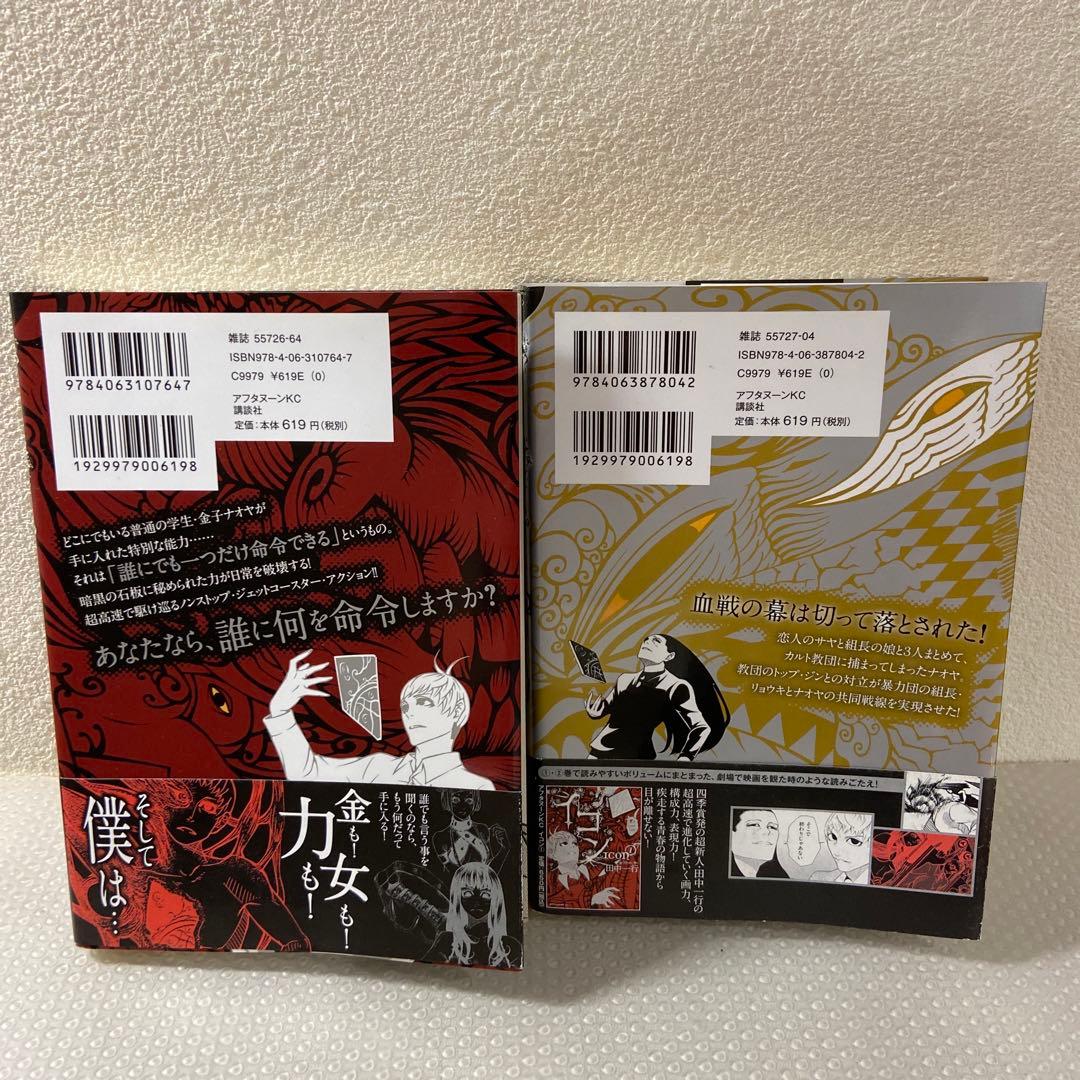 雑誌 55726-64
ISBN978-4-06-310764-7
C9979 ¥619E (0)
9784063107647
アフタヌーンKC
講談社
定価:本体 619 円(税別)
1929979006198
どこにでもいる普通の学生・金子ナオヤが
手に入れた特別な能力……
それは「誰にでも一つだけ命令できる」というもの。
暗黒の石板に秘められた力が日常を破壊する!
超高速で駆け巡るノンストップ・ジェットコースター・アクション!!
あなたなら、誰に何を命令しますか?
誰でも言う事を
聞くのなら、
もう何だって
手に入る!
金も!
女も!
力も!
そして
僕は…
雑誌 55727-04
ISBN978-4-06-387804-2
C9979 ¥619E (0)
9784063878042
アフタヌーンKC
講談社
定価:本体 619 円(税別)
1929979006198
血戦の幕は切って落とされた!
恋人のサヤと組長の娘と3人まとめて、
カルト教団に捕まってしまったナオヤ。
教団のトップ・ジンとの対立が暴力団の組長・
リョウキとナオヤの共同戦線を実現させた!
①・②巻で読みやすいボリュームにまとまった、劇場で映画を観た時のような読みごたえ!
四季賞発の超新人・田中一行の
超高速で進化していく画力、
構成力、表現力!
疾走する青春の物語から
目が離せない!
イコン
icon
①
田中一行
そこで
終わりじゃない